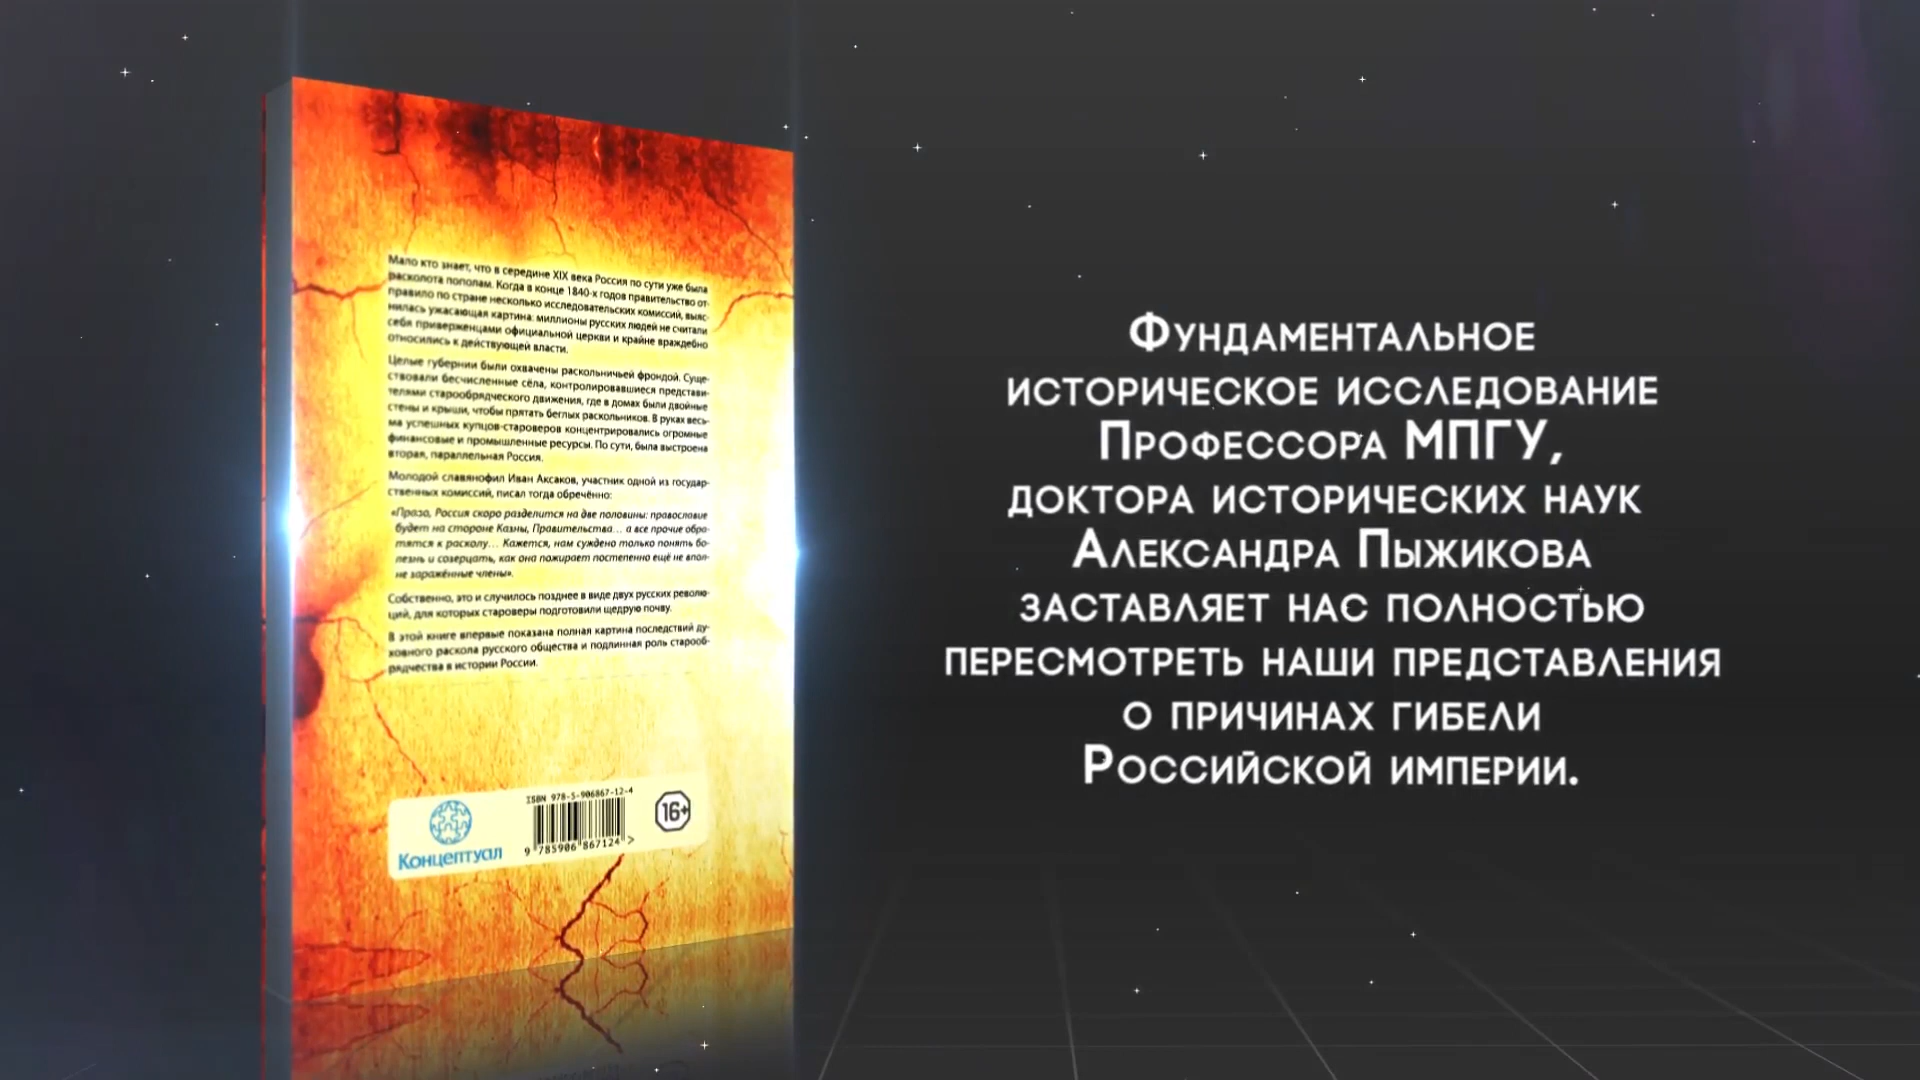 Мало кто знает, что в середине XIX века Россия по сути уже была
расколота пополам. Когда в конце 1840-х годов правительство от-
правило по стране несколько исследовательских комиссий, выяс-
нилась ужасающая картина: миллионы русских людей не считали
себя приверженцами официальной церкви и крайне враждебно
относились к действующей власти.
Целые губернии были охвачены раскольничьей фрондой. Суще-
ствовали бесчисленные сёла, контролировавшиеся представи-
телями старообрядческого движения, где в домах были двойные
стены и крыши, чтобы прятать беглых раскольников. В руках весь-
ма успешных купцов-староверов концентрировались огромные
финансовые и промышленные ресурсы. По сути, была выстроена
вторая, параллельная Россия.
Молодой славянофил Иван Аксаков, участник одной из государ-
ственных комиссий, писал тогда обречённо:
«Право, Россия скоро разделится на две половины: православие
будет на стороне Казны, Правительства... а все прочие обра-
тятся к расколу... Кажется, нам суждено только понять бо-
лезнь и созерцать, как она пожирает постепенно ещё не впол-
не заражённые члены».
Собственно, это и случилось позднее в виде двух русских револю-
ций, для которых староверы подготовили щедрую почву.
В этой книге впервые показана полная картина последствий ду-
ховного раскола русского общества и подлинная роль старооб-
рядчества в истории России.
Концептуал
ISBN 978-5-906867-12-4
9 785906 867124 >
16+
Фундаментальное
историческое исследование
Профессора МПГУ,
доктора исторических наук
Александра Пыжикова
заставляет нас полностью
пересмотреть наши представления
о причинах гибели
Российской империи.